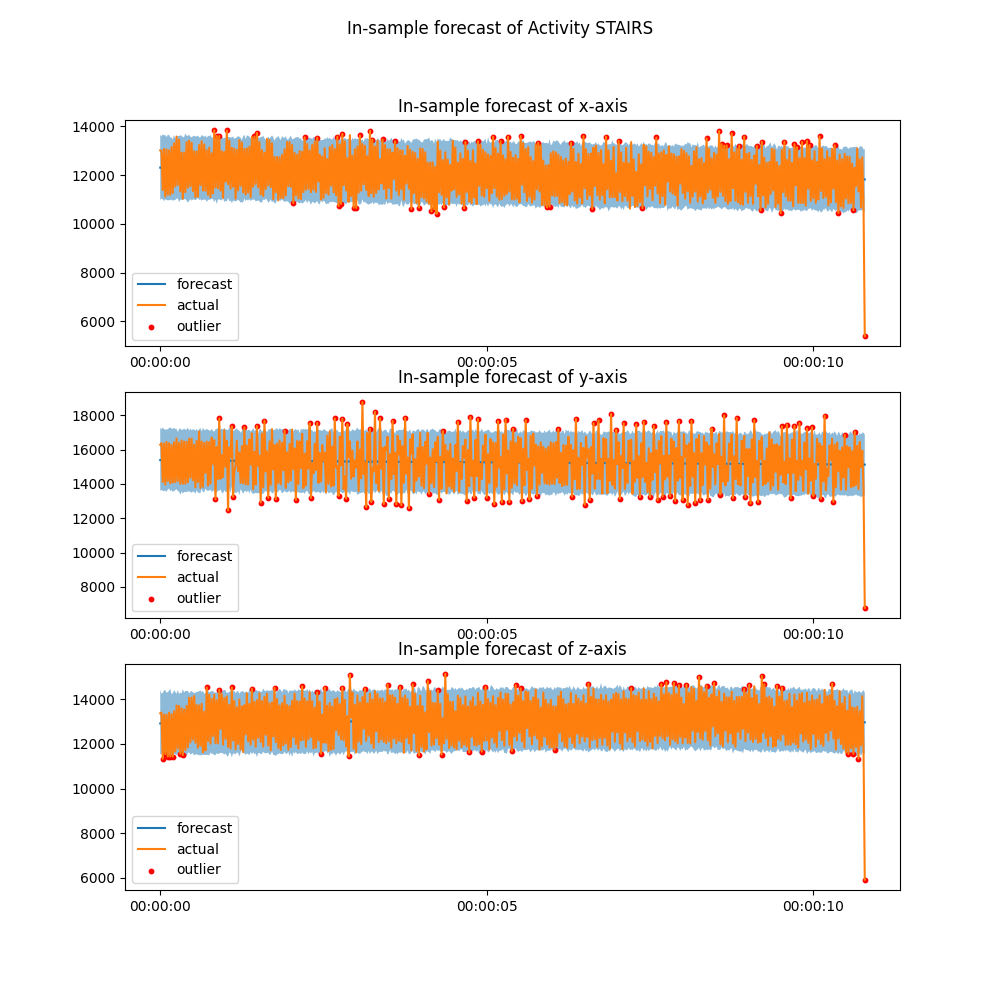 In-sample forecast of Activity STAIRS
In-sample forecast of x-axis
14000
12000
10000
8000
6000
forecast
actual
outlier
00:00:00 00:00:05 00:00:10
In-sample forecast of y-axis
18000
16000
14000
12000
10000
8000
forecast
actual
outlier
00:00:00 00:00:05 00:00:10
In-sample forecast of z-axis
14000
12000
10000
8000
6000
forecast
actual
outlier
00:00:00 00:00:05 00:00:10